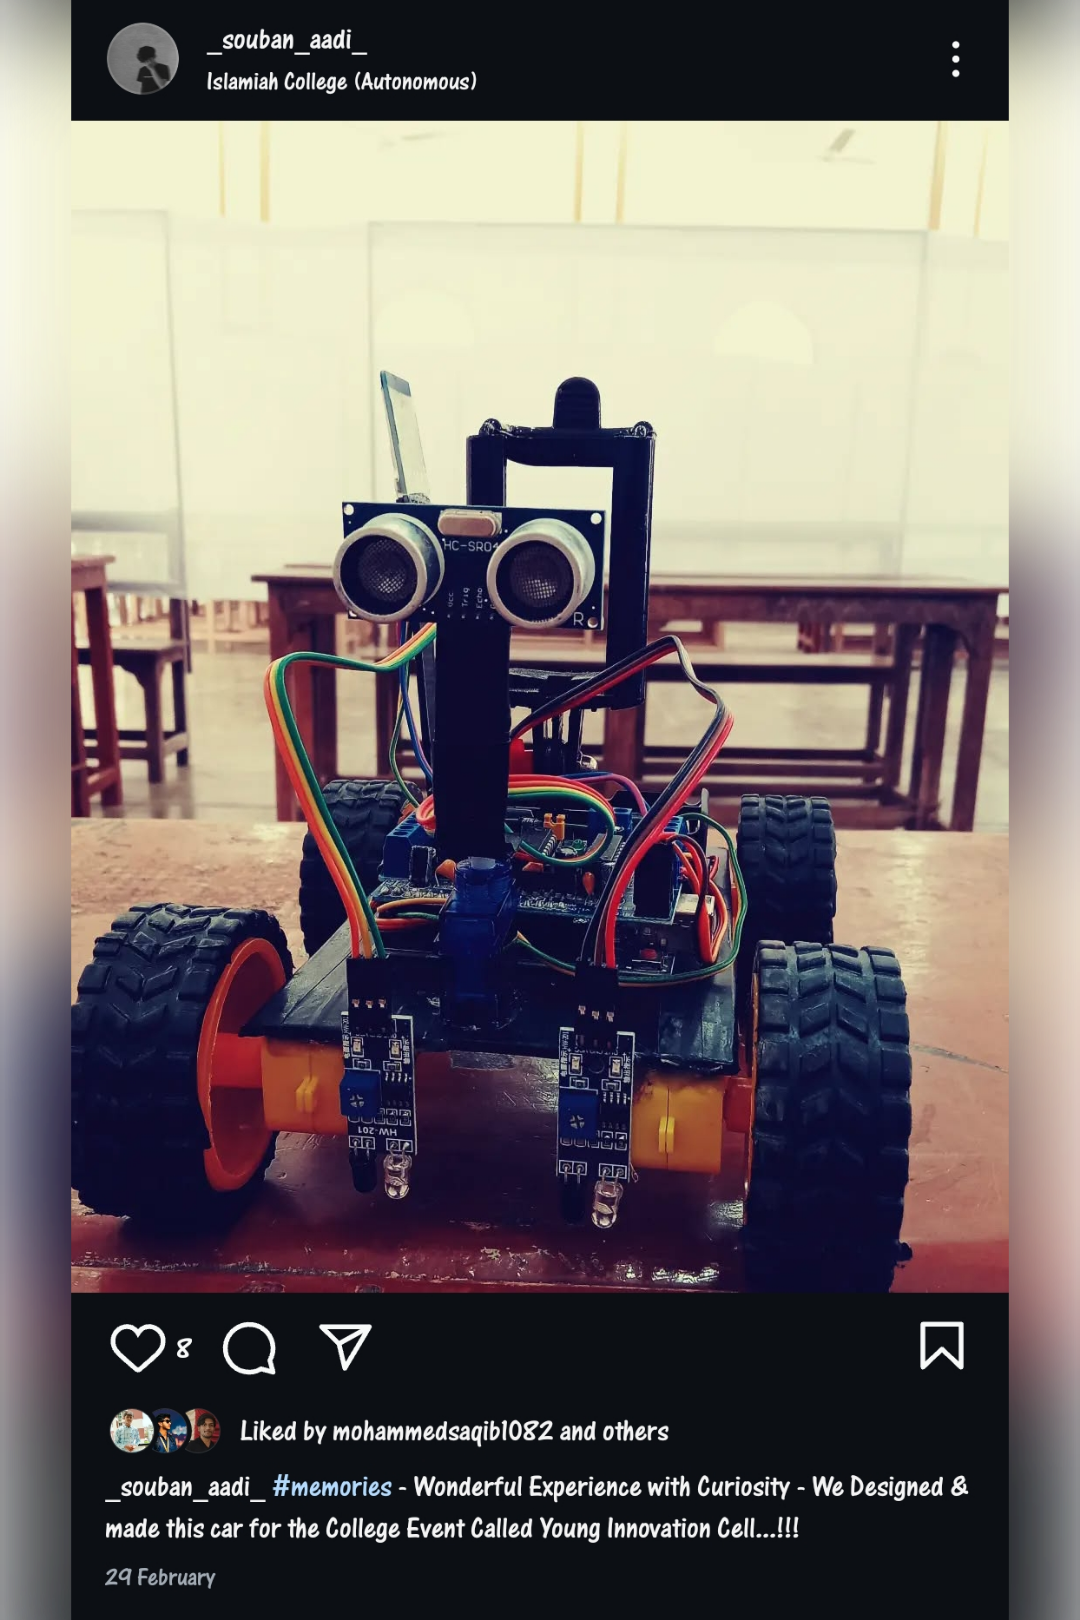 _souban_aadi_
Islamiah College (Autonomous)
HC-SR04
Vcc
Trig
Echo
R
HW-201
8
Liked by mohammedsaqib1082 and others
_souban_aadi_ #memories - Wonderful Experience with Curiosity - We Designed &
made this car for the College Event Called Young Innovation Cell...!!!
29 February